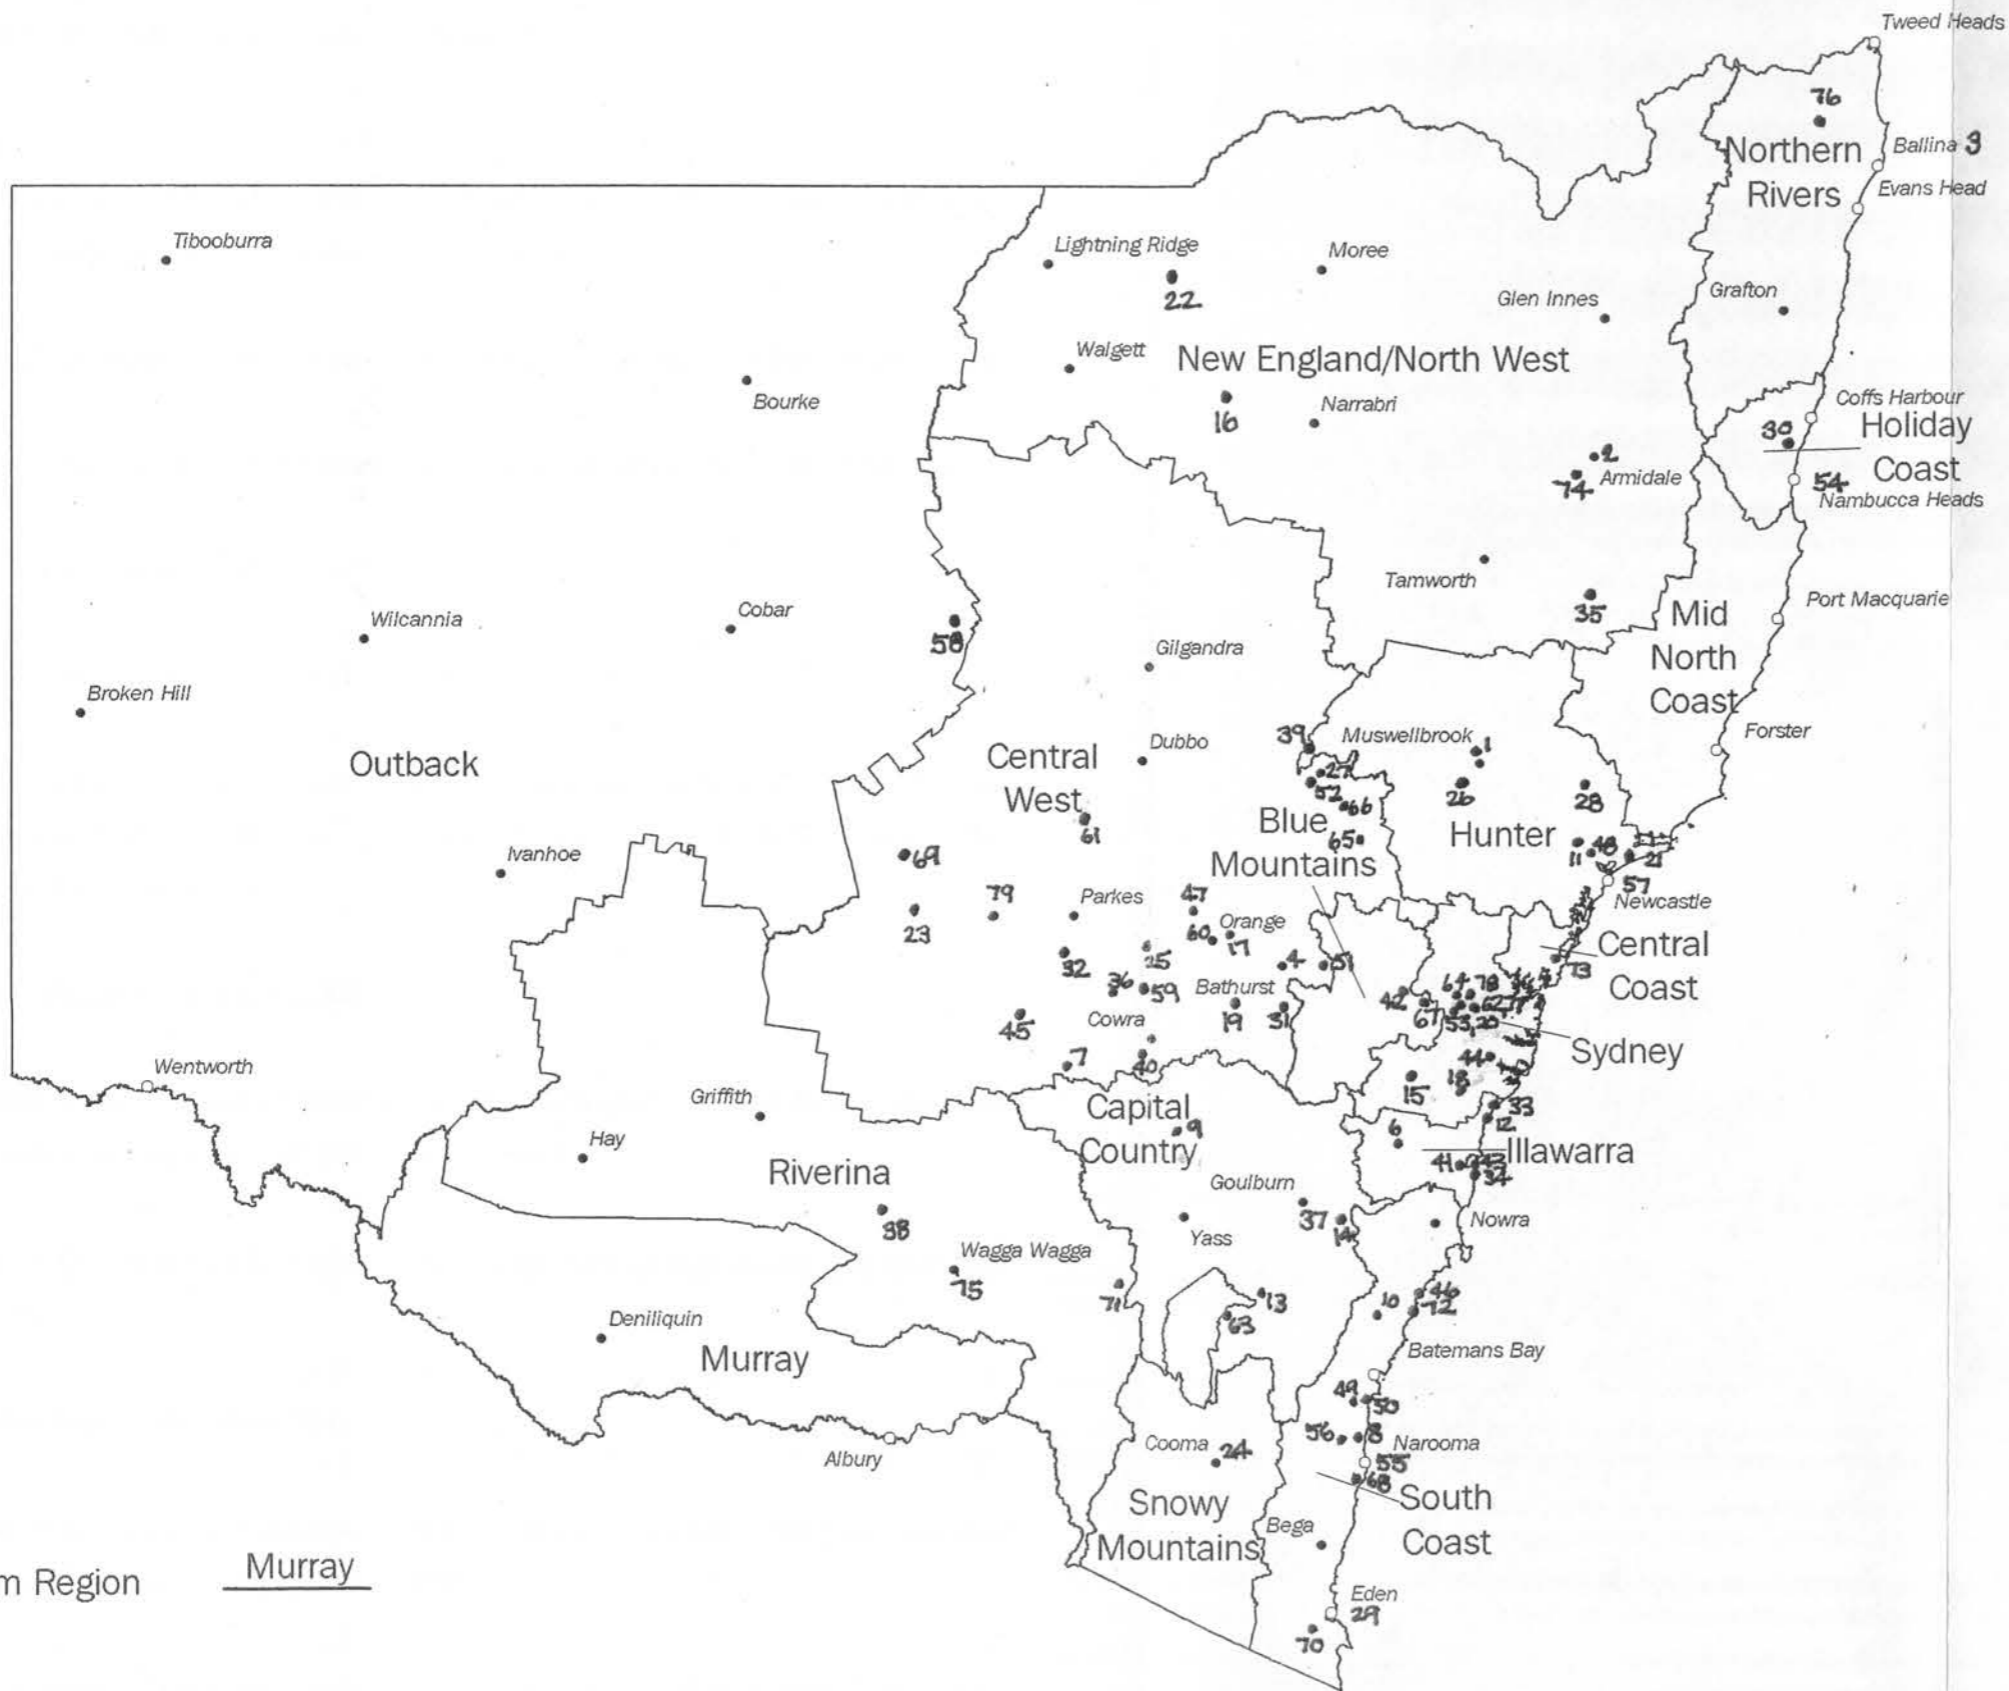 Tweed Heads
76
Northern
Rivers
Ballina 3
Evans Head
Tibooburra
Lightning Ridge
22
Moree
Glen Innes
Grafton
Walgett
New England/North West
Bourke
16
Narrabri
Coffs Harbour
30
Holiday
Coast
2
74
Armidale
54
Nambucca Heads
Tamworth
35
Mid
North
Coast
Port Macquarie
Wilcannia
Cobar
58
Gilgandra
Broken Hill
Outback
Central
West
Dubbo
39
Muswellbrook
1
Forster
27
52
66
26
28
61
Blue
Mountains
65
Hunter
69
Ivanhoe
11
48
21
57
Newcastle
79
Parkes
47
Orange
60
17
23
32
25
4
51
Central
Coast
73
36
59
Bathurst
42
64
78
67
53
62
77
20
45
Cowra
19
31
Sydney
44
Wentworth
7
40
15
18
Griffith
Capital
Country
9
33
12
6
Illawarra
Hay
Riverina
41
43
34
38
Goulburn
37
14
Nowra
Yass
Wagga Wagga
75
71
13
63
10
46
72
Deniliquin
Murray
Batemans Bay
49
50
Albury
Cooma
24
56
8
Narooma
55
68
Snowy
Mountains
South
Coast
Bega
m Region
Murray
Eden
29
70